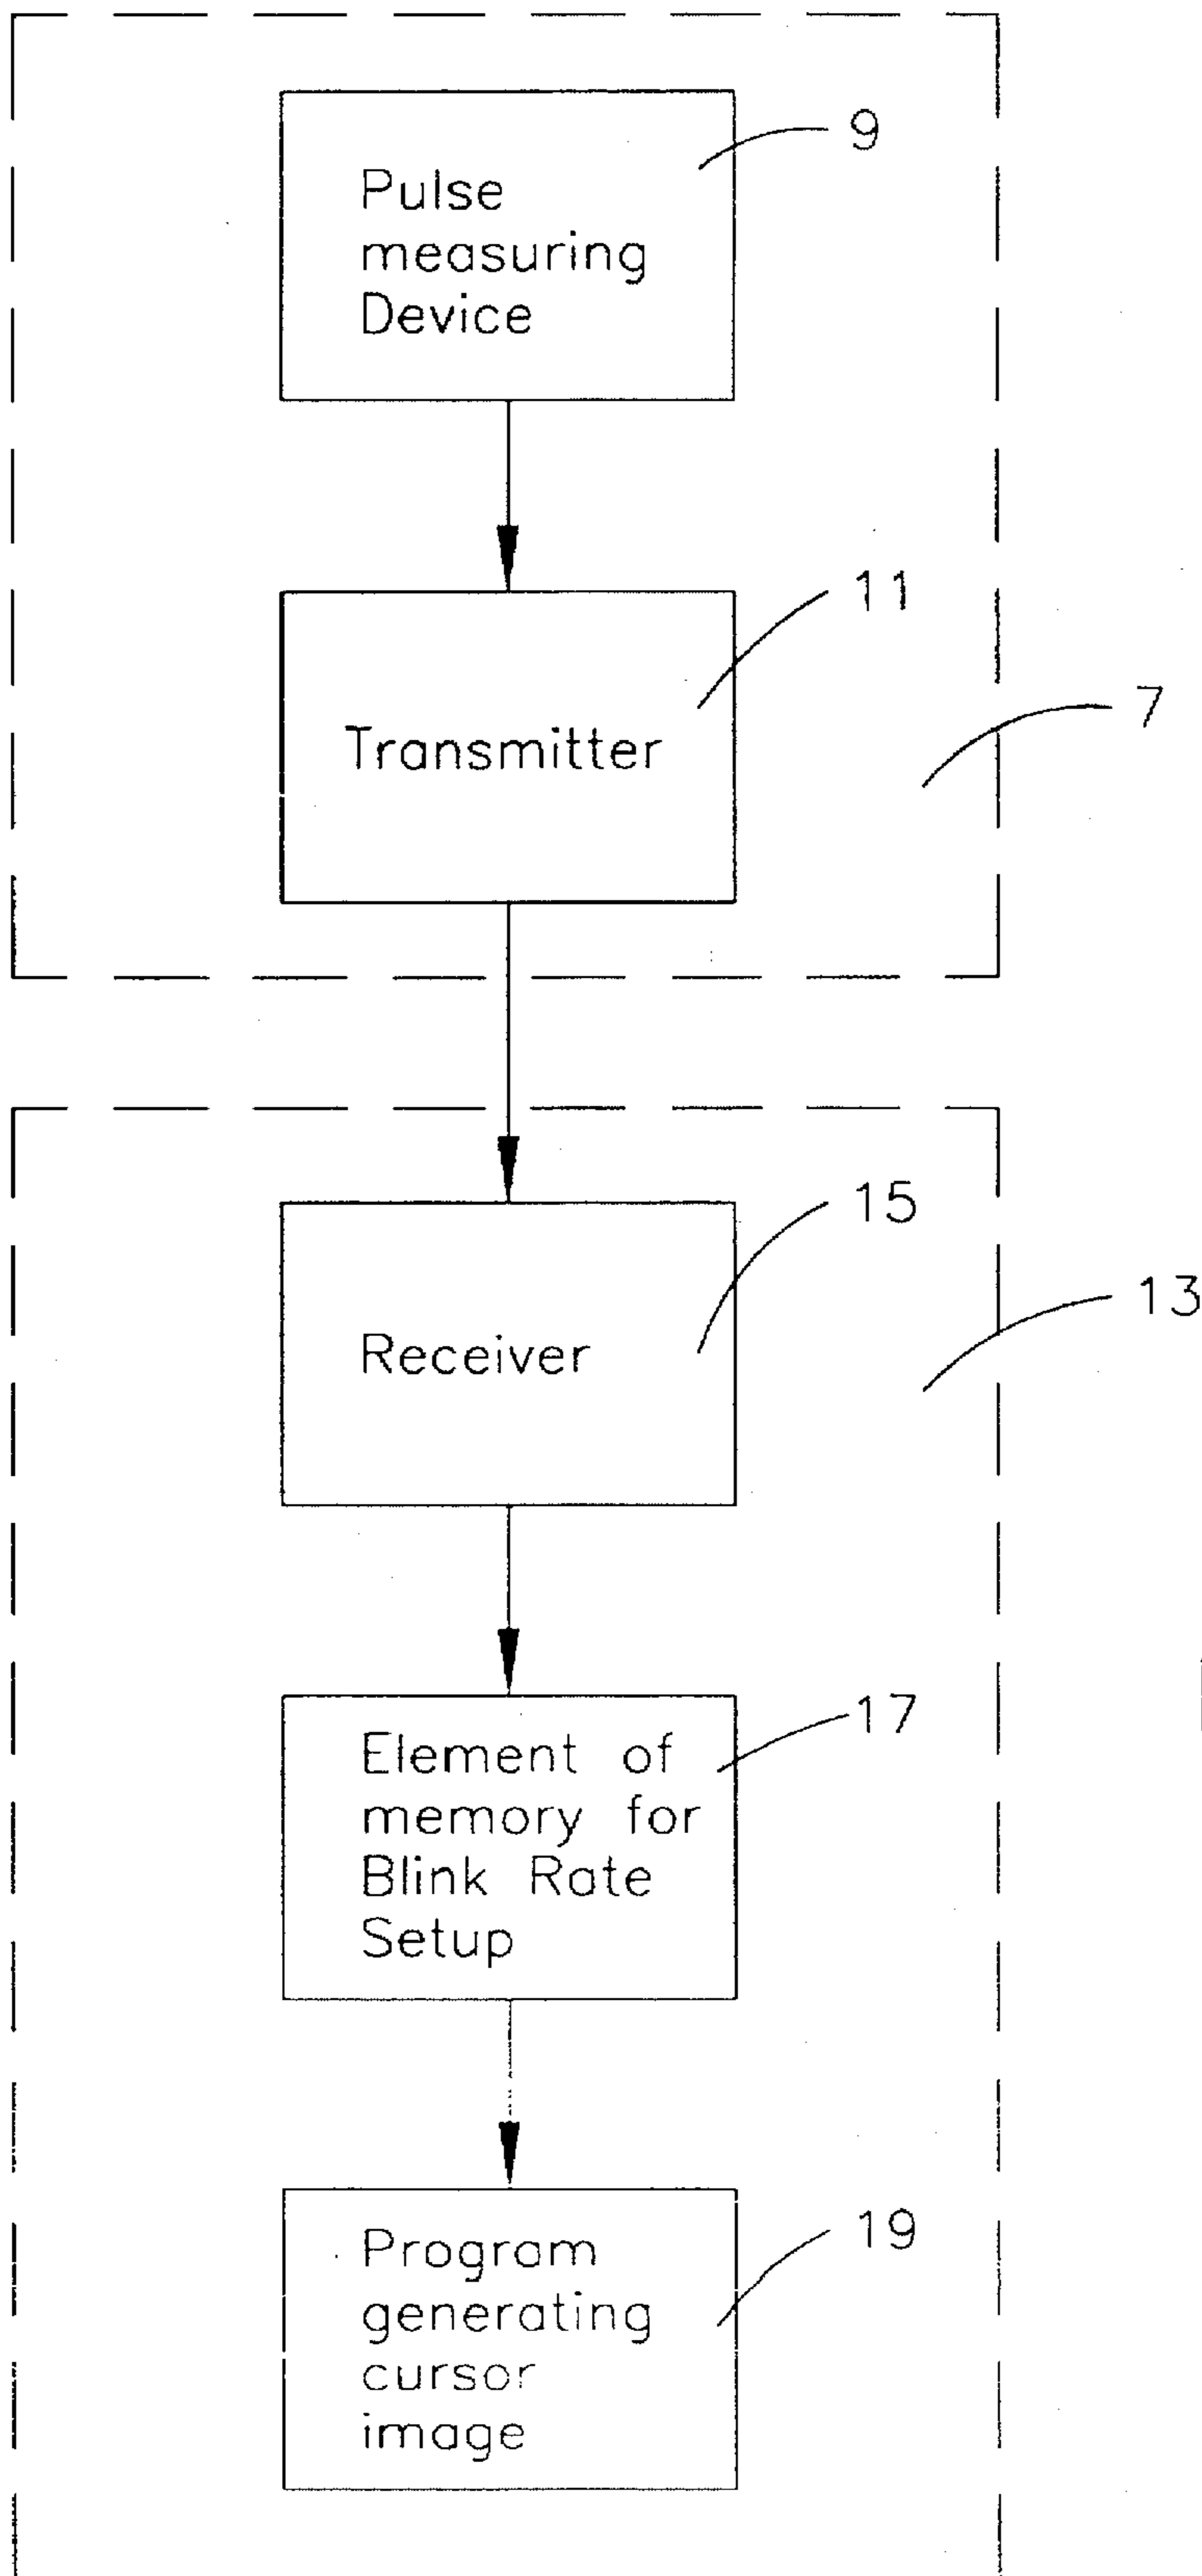 9
Pulse
measuring
Device
11
7
Transmitter
15
13
Receiver
17
Element of
memory for
Blink Rate
Setup
19
Program
generating
cursor
image